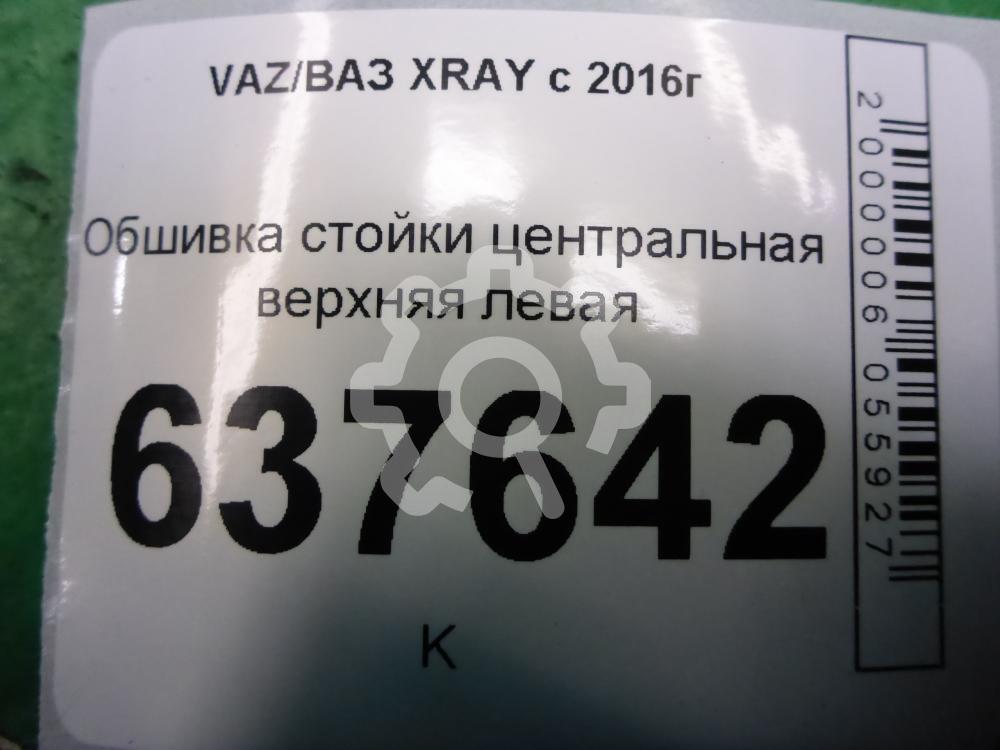 VAZ/ВАЗ XRAY с 2016г
Обшивка стойки центральная
верхняя левая
637642
К
2000006055927